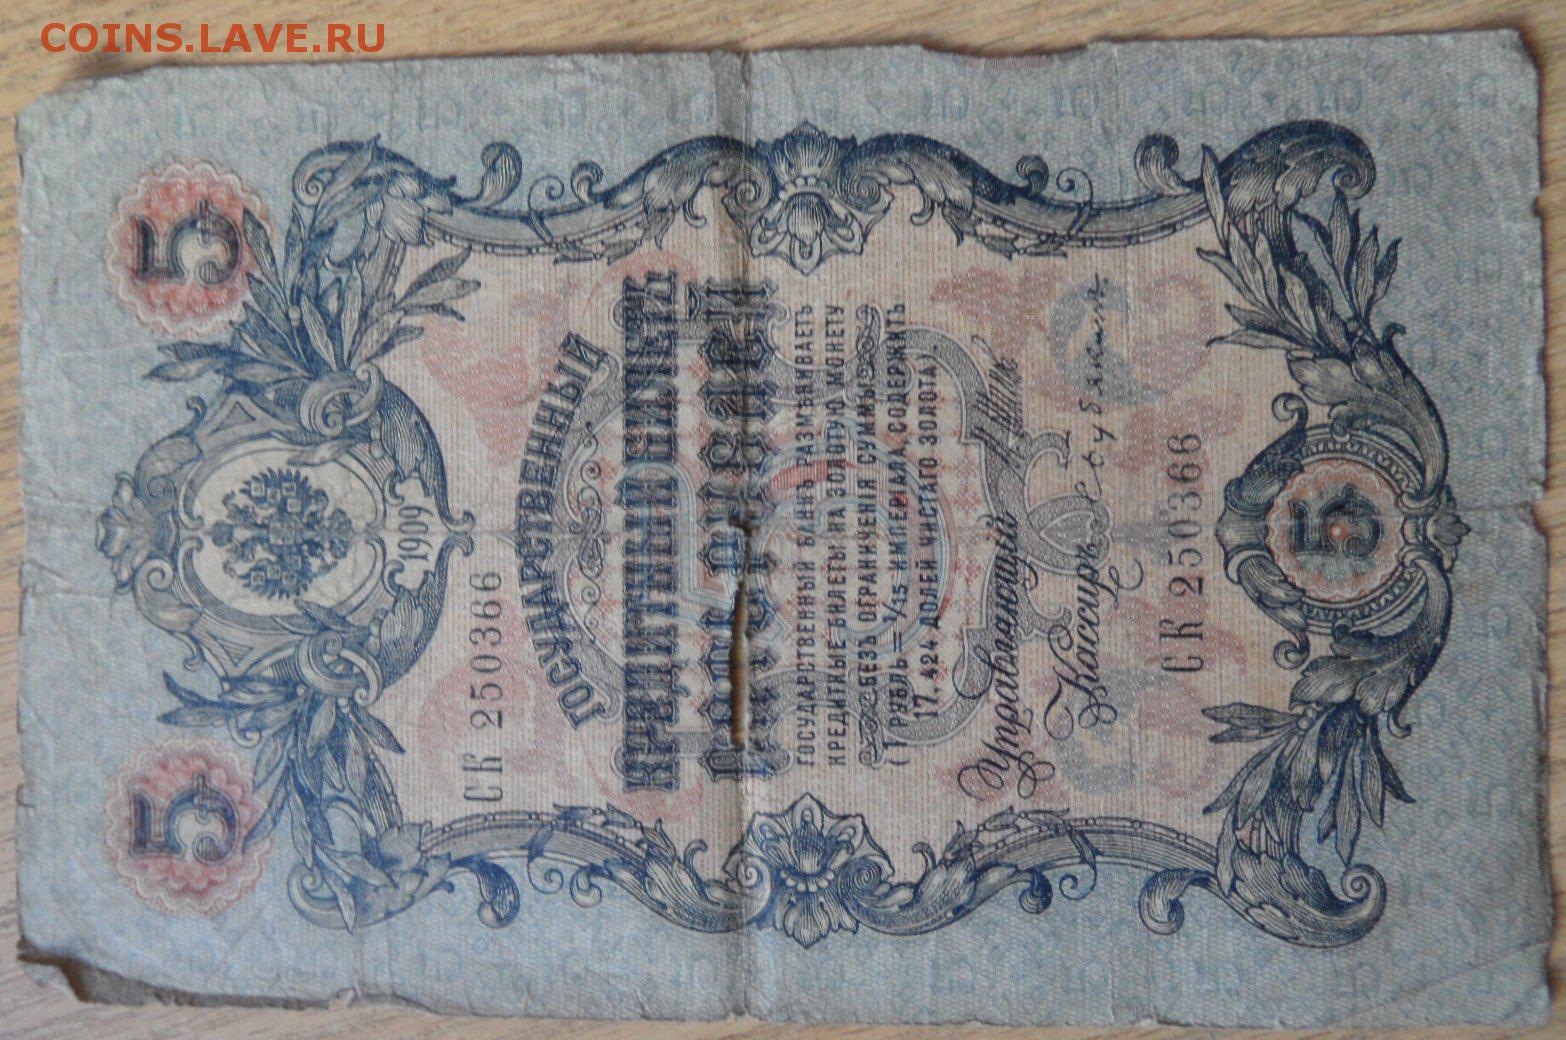 COINS.LAVE.RU
5 5
1909
СК 250366
ГОСУДАРСТВЕННЫЙ
КРЕДИТНЫЙ БИЛЕТЪ
ПЯТЬ РУБЛЕЙ
ГОСУДАРСТВЕННЫЙ БАНКЪ РАЗМѢНИВАЕТЪ
КРЕДИТНЫЕ БИЛЕТЫ НА ЗОЛОТУЮ МОНЕТУ
БЕЗЪ ОГРАНИЧЕНІЯ СУММЫ
(1 РУБЛЬ = 1/15 ИМПЕРІАЛА, СОДЕРЖИТЪ
17,424 ДОЛЕЙ ЧИСТАГО ЗОЛОТА)
Управляющій
Кассиръ
СК 250366
5